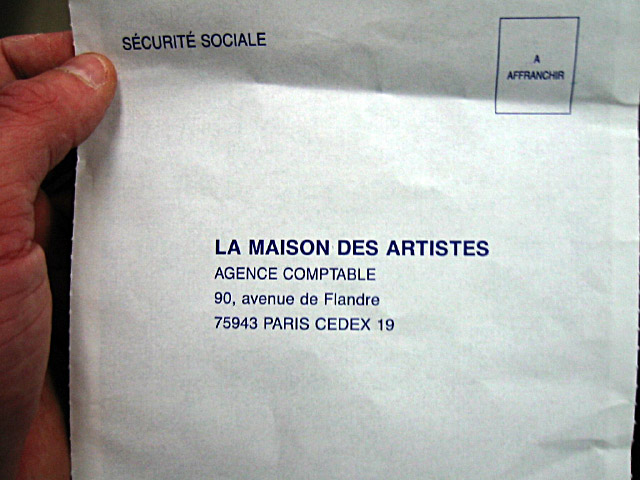 SÉCURITÉ SOCIALE
A
AFFRANCHIR
LA MAISON DES ARTISTES
AGENCE COMPTABLE
90, avenue de Flandre
75943 PARIS CEDEX 19